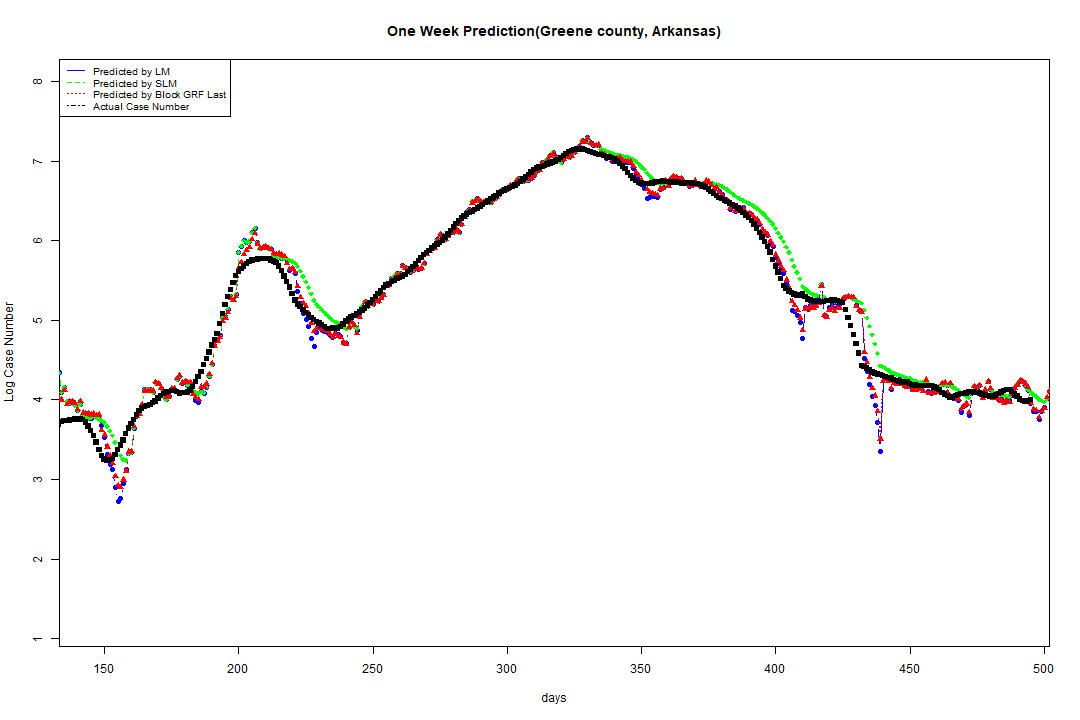 One Week Prediction(Greene county, Arkansas)
Predicted by LM
Predicted by SLM
Predicted by Block GRF Last
Actual Case Number
8
7
6
5
4
3
2
1
Log Case Number
150 200 250 300 350 400 450 500
days